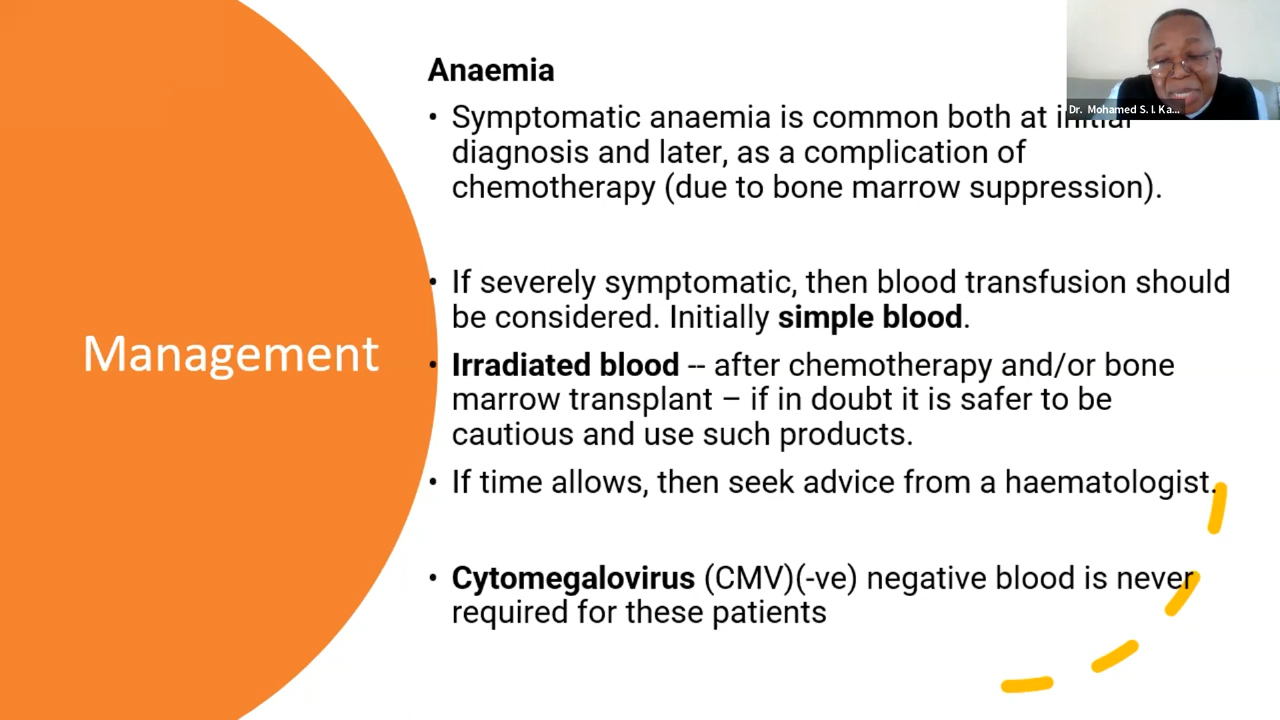 Anaemia
• Symptomatic anaemia is common both at initial
diagnosis and later, as a complication of
chemotherapy (due to bone marrow suppression).
• If severely symptomatic, then blood transfusion should
be considered. Initially simple blood.
• Irradiated blood -- after chemotherapy and/or bone
marrow transplant – if in doubt it is safer to be
cautious and use such products.
• If time allows, then seek advice from a haematologist.
• Cytomegalovirus (CMV)(-ve) negative blood is never
required for these patients
Management
Dr. Mohamed S. I. Ka...